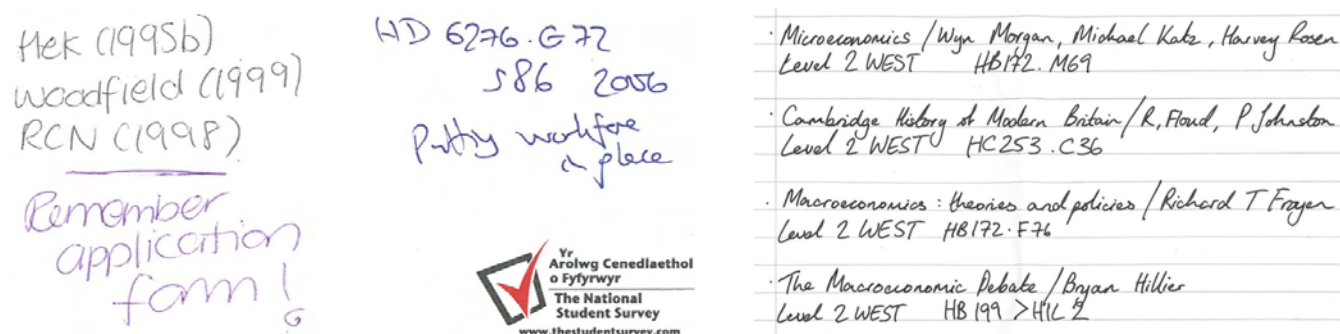 Hek (1995b)
Woodfield (1999)
RCN (1998)
Remember
application
form!
HD 6276.G72
S86 2006
Putting workfare
in place
Yr
Arolwg Cenedlaethol
o Fyfyrwyr
The National
Student Survey
www.thestudentsurvey.com
· Microeconomics / Wyn Morgan, Michael Katz, Harvey Rosen
Level 2 WEST HB172.M69
· Cambridge History of Modern Britain / R, Floud, P Johnston
Level 2 WEST HC253.C36
· Macroeconomics : theories and policies / Richard T Froyen
Level 2 WEST HB172.F76
· The Macroeconomic Debate / Bryan Hillier
Level 2 WEST HB199 >HIL 2